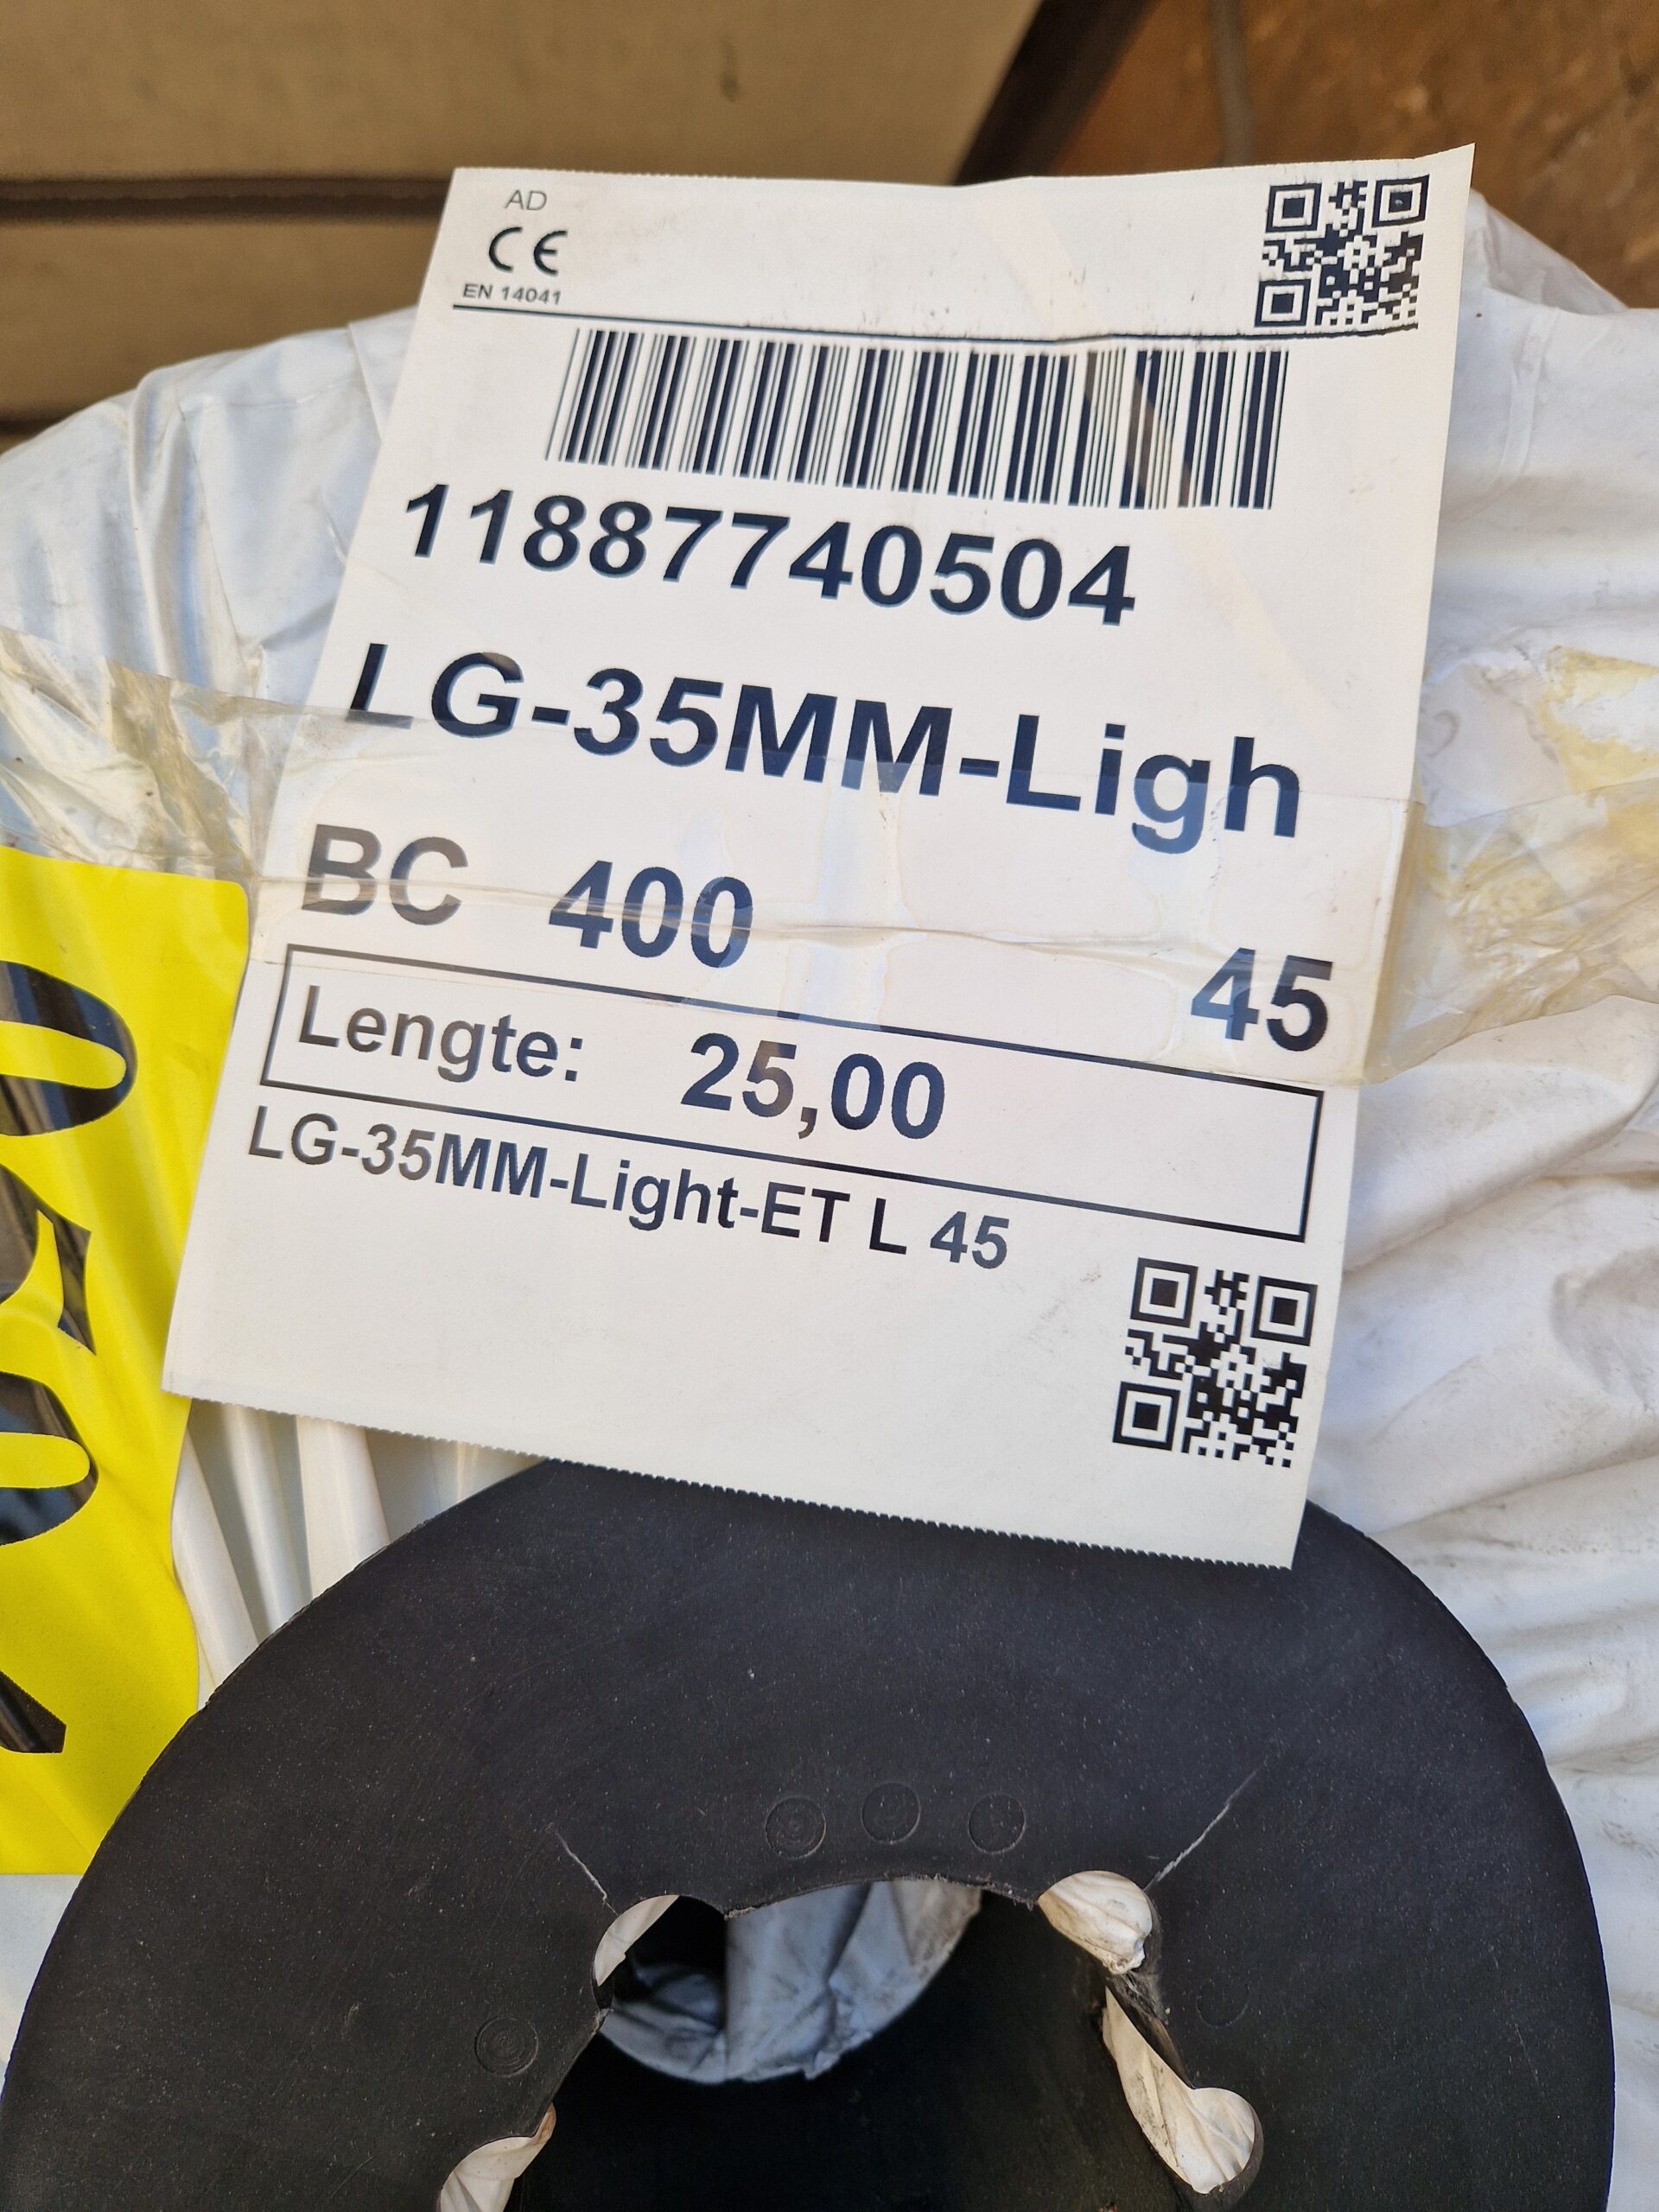 AD
CE
EN 14041
11887740504
LG-35MM-Ligh
BC 400 45
Lengte: 25,00
LG-35MM-Light-ET L 45